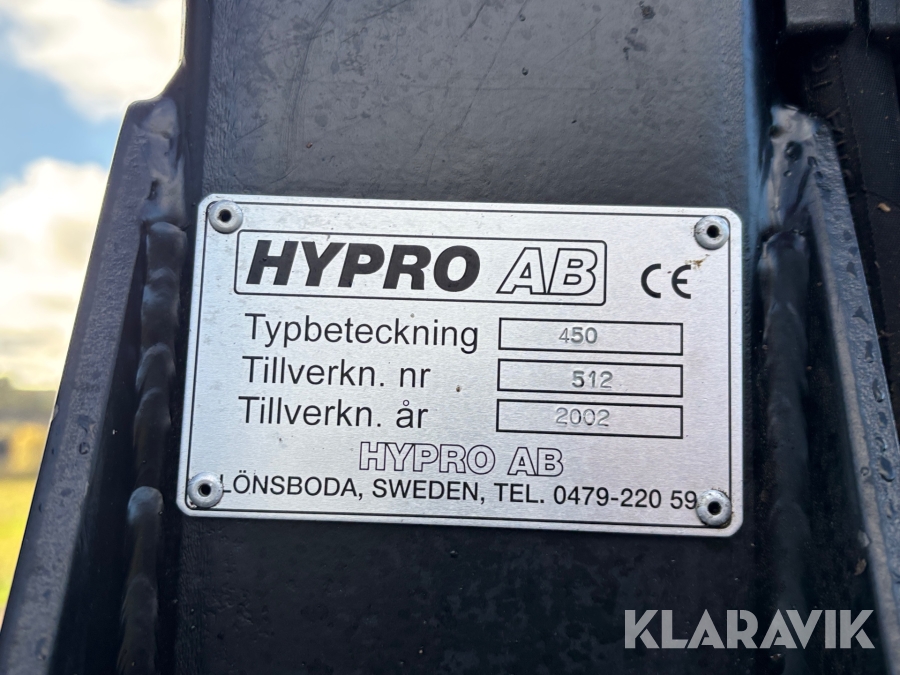 HYPRO AB CE
Typbeteckning 450
Tillverkn. nr 512
Tillverkn. år 2002
HYPRO AB
LÖNSBODA, SWEDEN, TEL. 0479-220 59
KLARAVIK